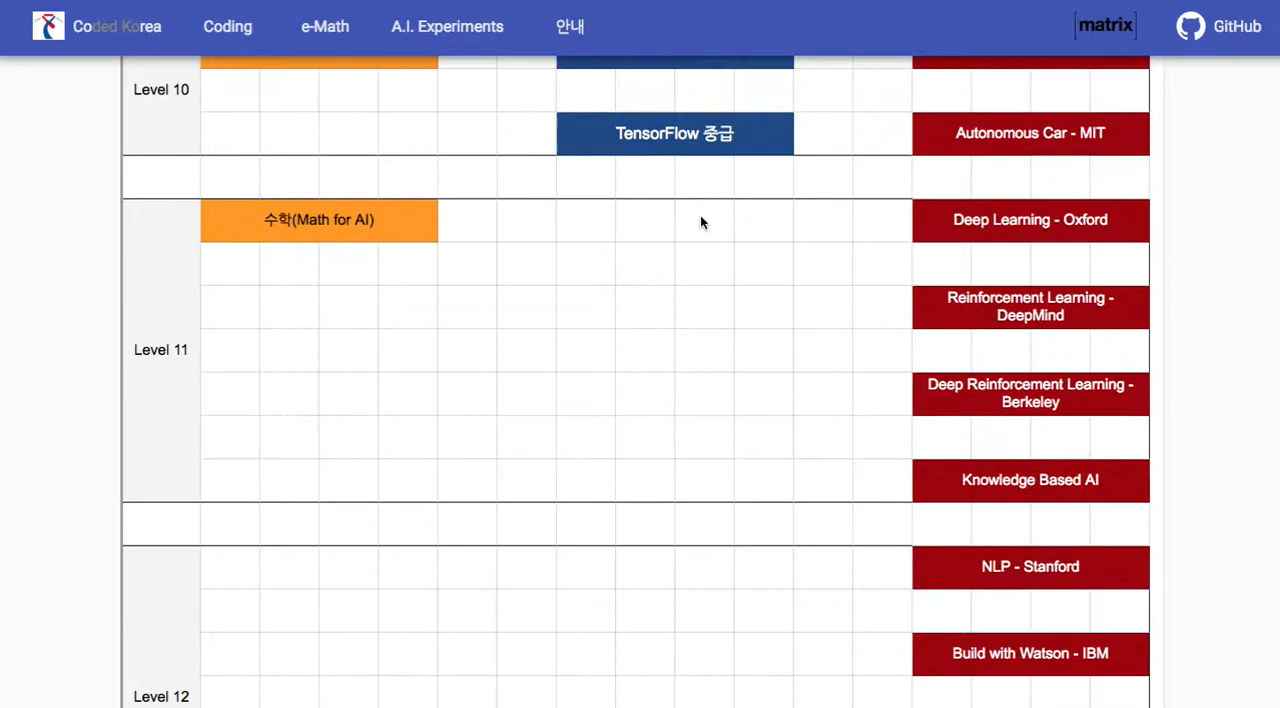 Coded Korea
Coding
e-Math
A.I. Experiments
안내
matrix
GitHub
Level 10
TensorFlow 중급
Autonomous Car - MIT
수학(Math for AI)
Deep Learning - Oxford
Reinforcement Learning -
DeepMind
Level 11
Deep Reinforcement Learning -
Berkeley
Knowledge Based AI
NLP - Stanford
Build with Watson - IBM
Level 12